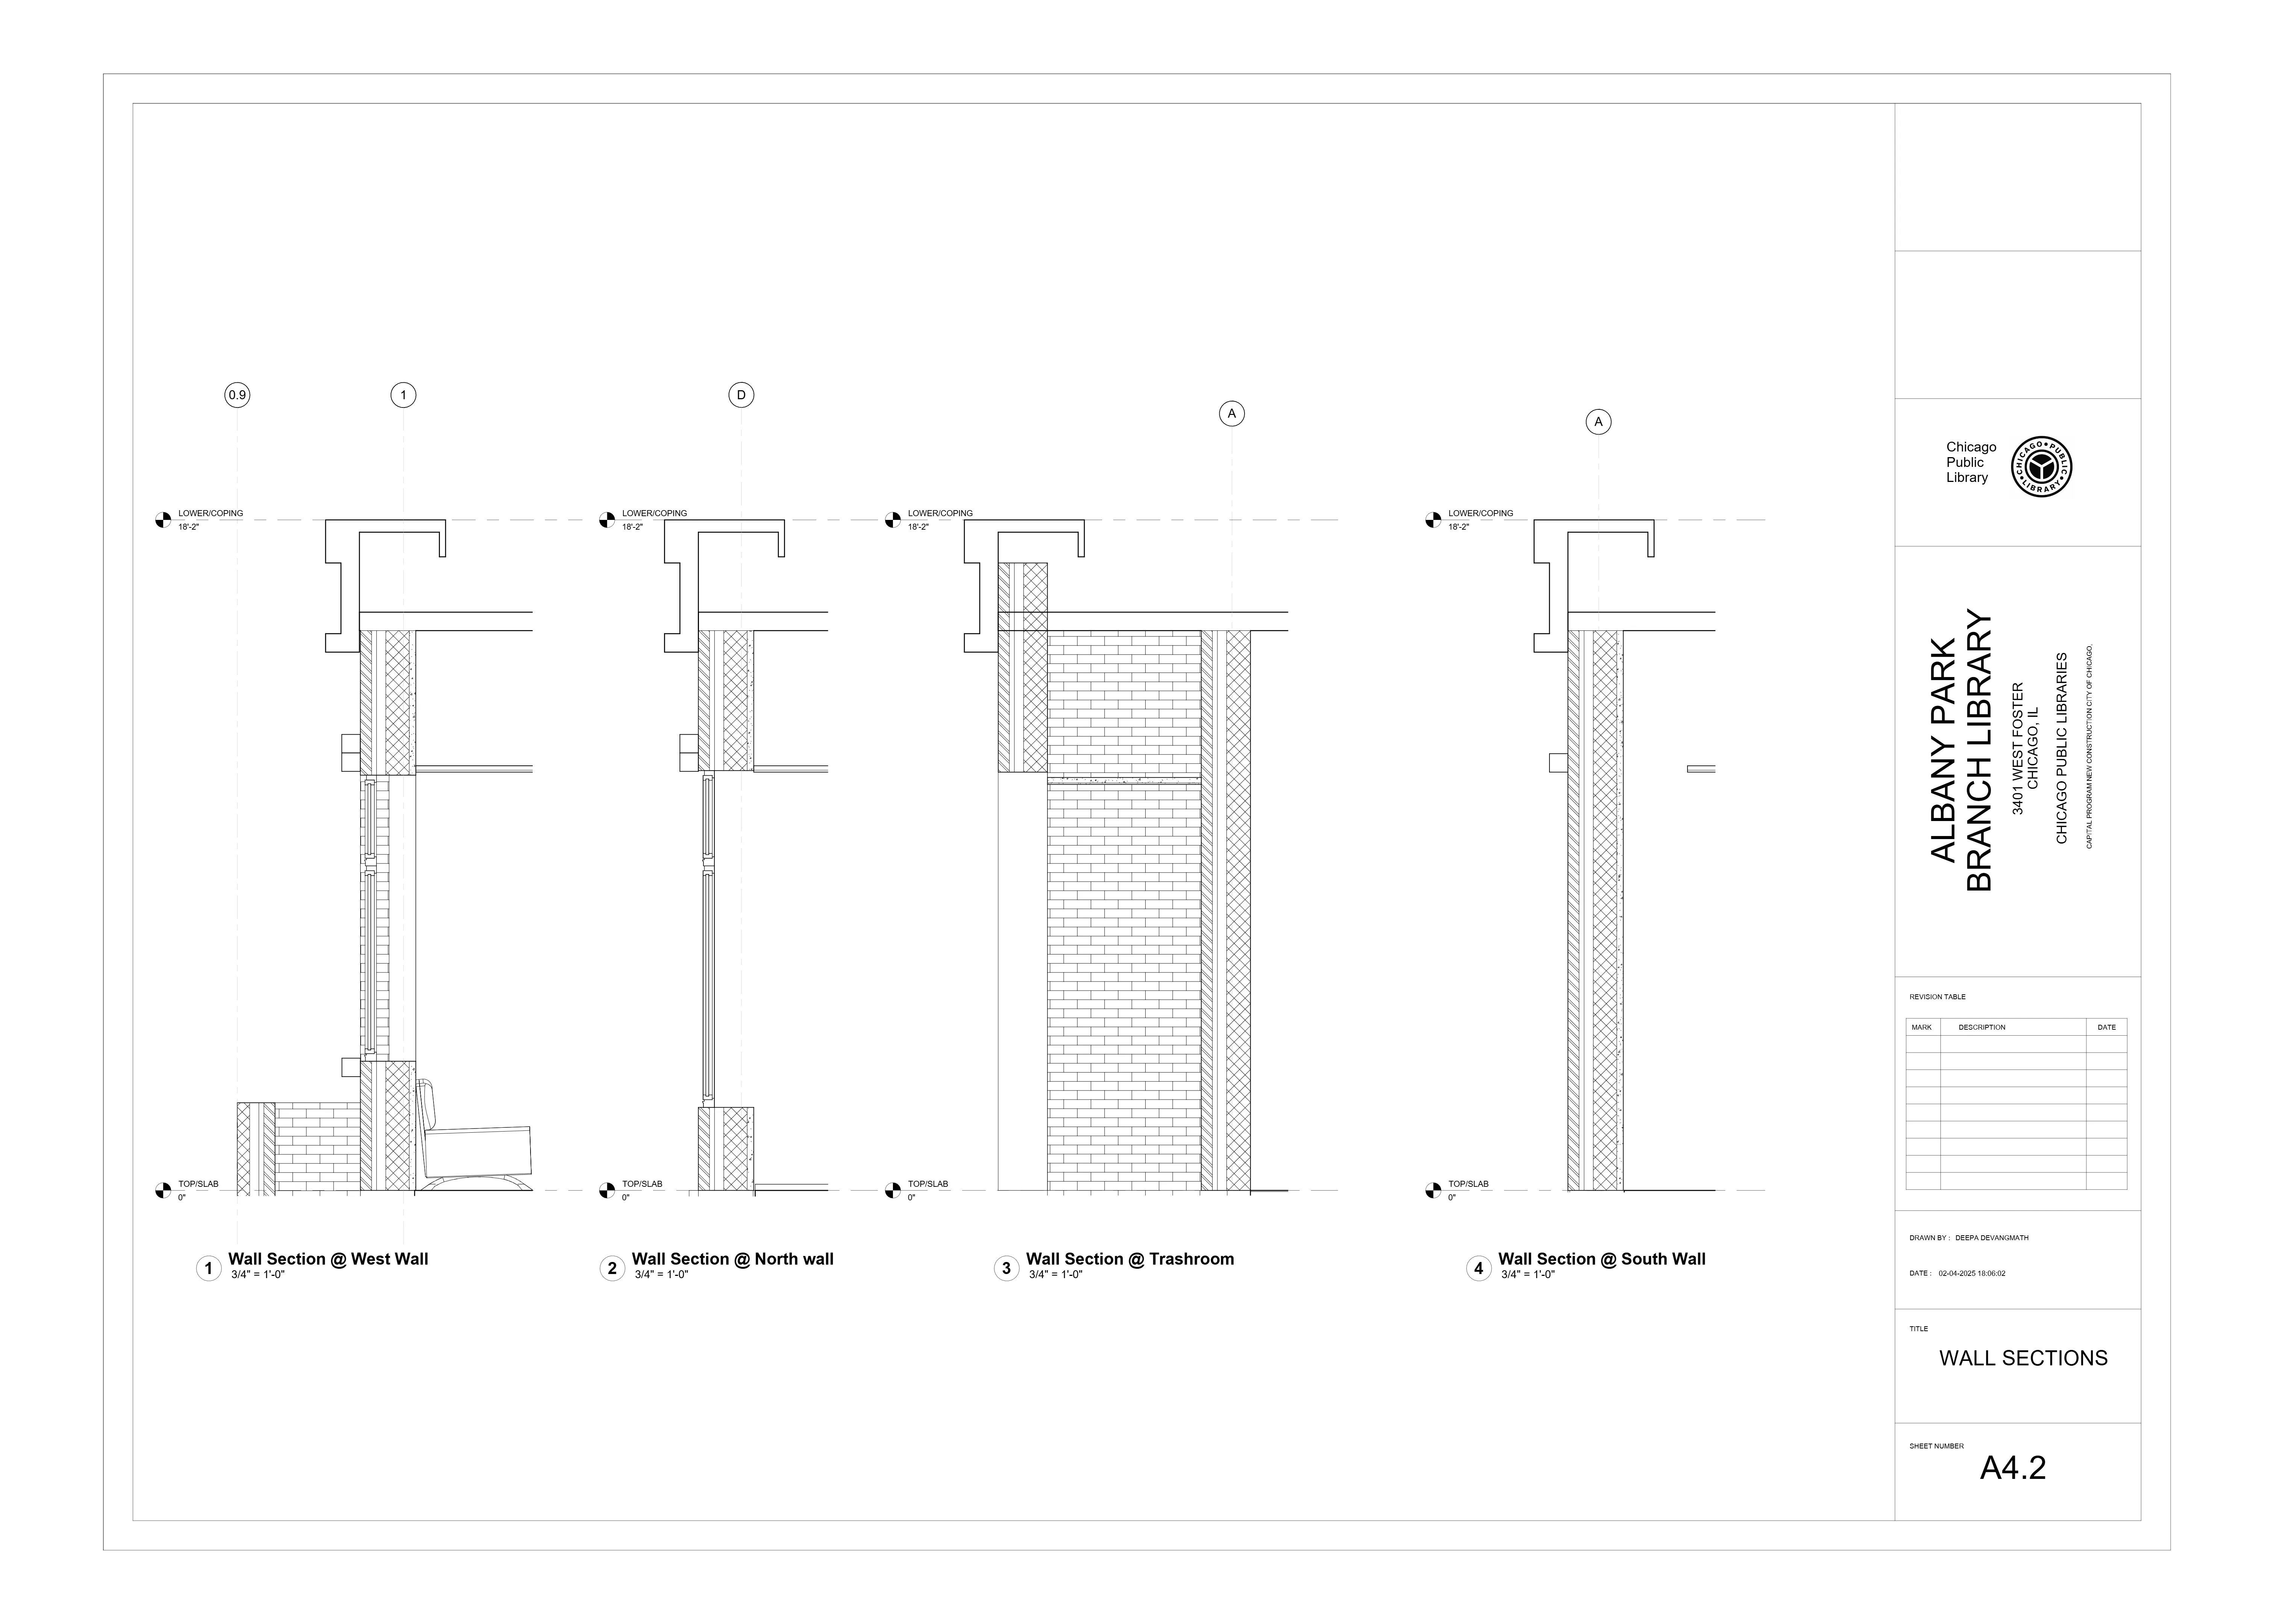 0.9
1
D
A
A
LOWER/COPING
18'-2"
LOWER/COPING
18'-2"
LOWER/COPING
18'-2"
LOWER/COPING
18'-2"
TOP/SLAB
0"
TOP/SLAB
0"
TOP/SLAB
0"
TOP/SLAB
0"
1
Wall Section @ West Wall
3/4" = 1'-0"
2
Wall Section @ North wall
3/4" = 1'-0"
3
Wall Section @ Trashroom
3/4" = 1'-0"
4
Wall Section @ South Wall
3/4" = 1'-0"
Chicago
Public
Library
CHICAGO • PUBLIC • LIBRARY •
ALBANY PARK
BRANCH LIBRARY
3401 WEST FOSTER
CHICAGO, IL
CHICAGO PUBLIC LIBRARIES
CAPITAL PROGRAM NEW CONSTRUCTION CITY OF CHICAGO.
REVISION TABLE
MARK DESCRIPTION DATE
DRAWN BY : DEEPA DEVANGMATH
DATE : 02-04-2025 18:06:02
TITLE
WALL SECTIONS
SHEET NUMBER
A4.2